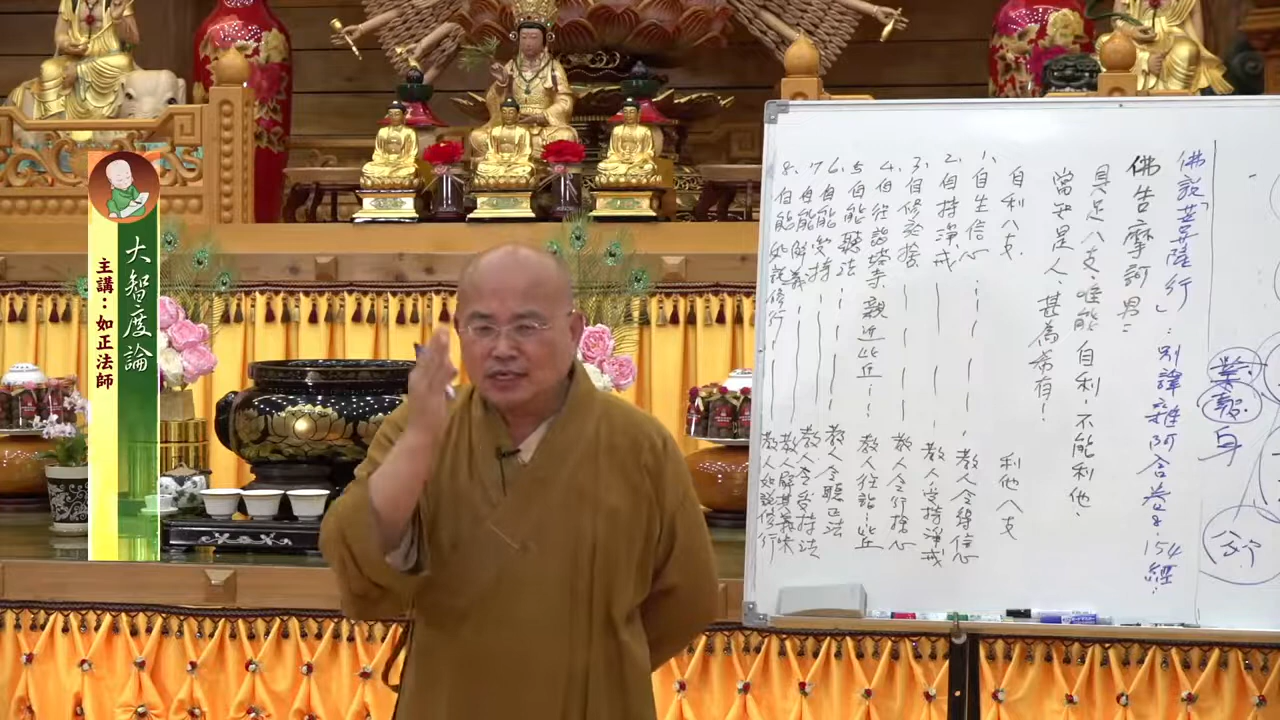 大智度論
主講：如正法師
佛說「菩薩行」：別譯雜阿含卷8．154經．
佛告摩訶男：
具足八支，唯能自利，不能利他，
當知是人，甚為希有！
自利八支． 利他八支
1、自生信心 教人令得信心
2、自持淨戒 教人受持淨戒
3、自修於捨 教人令行捨心
4、自往詣塔寺親近比丘 教人往詣 比丘
5、自能聽法 教人令聽正法
6、自能受持 教人令受持法
7、自能解義 教人解其義味
8、自能如說修行 教人如說修行
業．
報．
身